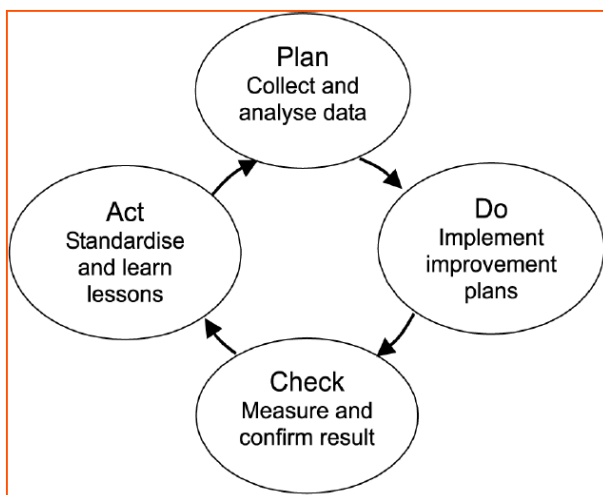 Plan
Collect and
analyse data
Do
Implement
improvement
plans
Check
Measure and
confirm result
Act
Standardise
and learn
lessons